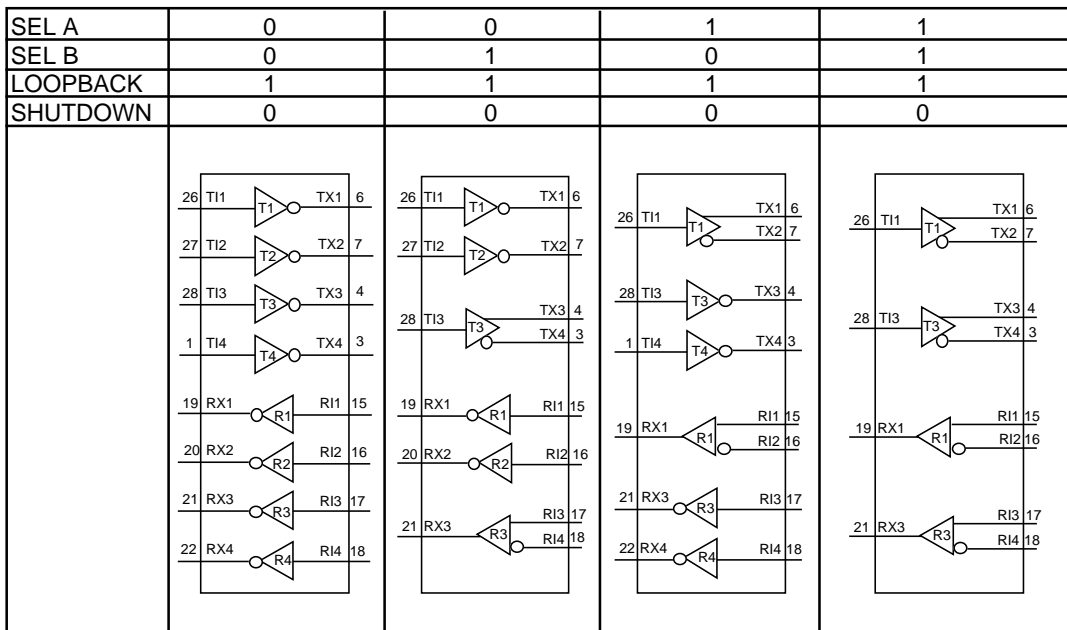 SEL A 0 0 1 1
SEL B 0 1 0 1
LOOPBACK 1 1 1 1
SHUTDOWN 0 0 0 0
26 TI1 T1 TX1 6
27 TI2 T2 TX2 7
28 TI3 T3 TX3 4
1 TI4 T4 TX4 3
19 RX1 R1 RI1 15
20 RX2 R2 RI2 16
21 RX3 R3 RI3 17
22 RX4 R4 RI4 18
26 TI1 T1 TX1 6
27 TI2 T2 TX2 7
28 TI3 T3 TX3 4
TX4 3
19 RX1 R1 RI1 15
20 RX2 R2 RI2 16
21 RX3 R3 RI3 17
RI4 18
26 TI1 T1 TX1 6
TX2 7
28 TI3 T3 TX3 4
1 TI4 T4 TX4 3
19 RX1 R1 RI1 15
RI2 16
21 RX3 R3 RI3 17
22 RX4 R4 RI4 18
26 TI1 T1 TX1 6
TX2 7
28 TI3 T3 TX3 4
TX4 3
19 RX1 R1 RI1 15
RI2 16
21 RX3 R3 RI3 17
RI4 18